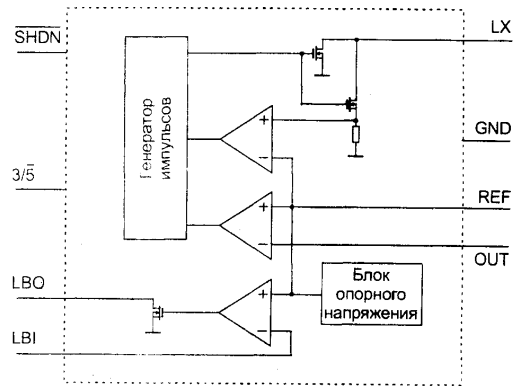 SHDN
LX
Генератор
импульсов
+
−
GND
3/5
+
−
REF
OUT
LBO
+
−
Блок
опорного
напряжения
LBI